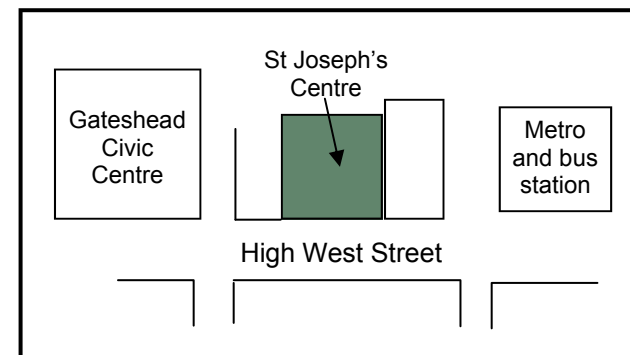 St Joseph’s
Centre
Gateshead
Civic
Centre
Metro
and bus
station
High West Street